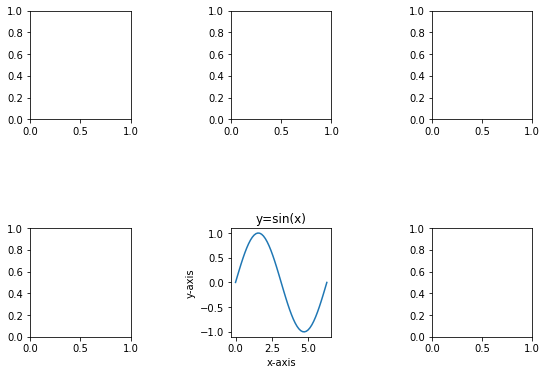 1.0 1.0 1.0
0.8 0.8 0.8
0.6 0.6 0.6
0.4 0.4 0.4
0.2 0.2 0.2
0.0 0.0 0.0
0.0 0.5 1.0 0.0 0.5 1.0 0.0 0.5 1.0
y=sin(x)
1.0 1.0 1.0
0.8 0.5 0.8
0.6 0.6
y-axis
0.4 0.0 0.4
0.2 −0.5 0.2
0.0 −1.0 0.0
0.0 0.5 1.0 0.0 2.5 5.0 0.0 0.5 1.0
x-axis